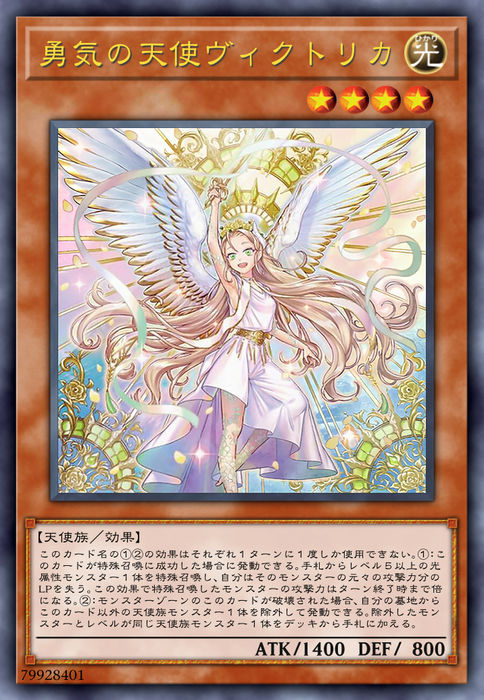 勇気の天使ヴィクトリカ
ひかり
光
【天使族／効果】
このカード名の①②の効果はそれぞれ１ターンに１度しか使用できない。①：こ
のカードが特殊召喚に成功した場合に発動できる。手札からレベル５以上の光
属性モンスター１体を特殊召喚し、自分はそのモンスターの元々の攻撃力分の
LPを失う。この効果で特殊召喚したモンスターの攻撃力はターン終了時まで倍
になる。②：モンスターゾーンのこのカードが破壊された場合、自分の墓地から
このカード以外の天使族モンスター１体を除外して発動できる。除外したモンス
ターとレベルが同じ天使族モンスター１体をデッキから手札に加える。
ATK/1400 DEF/ 800
79928401